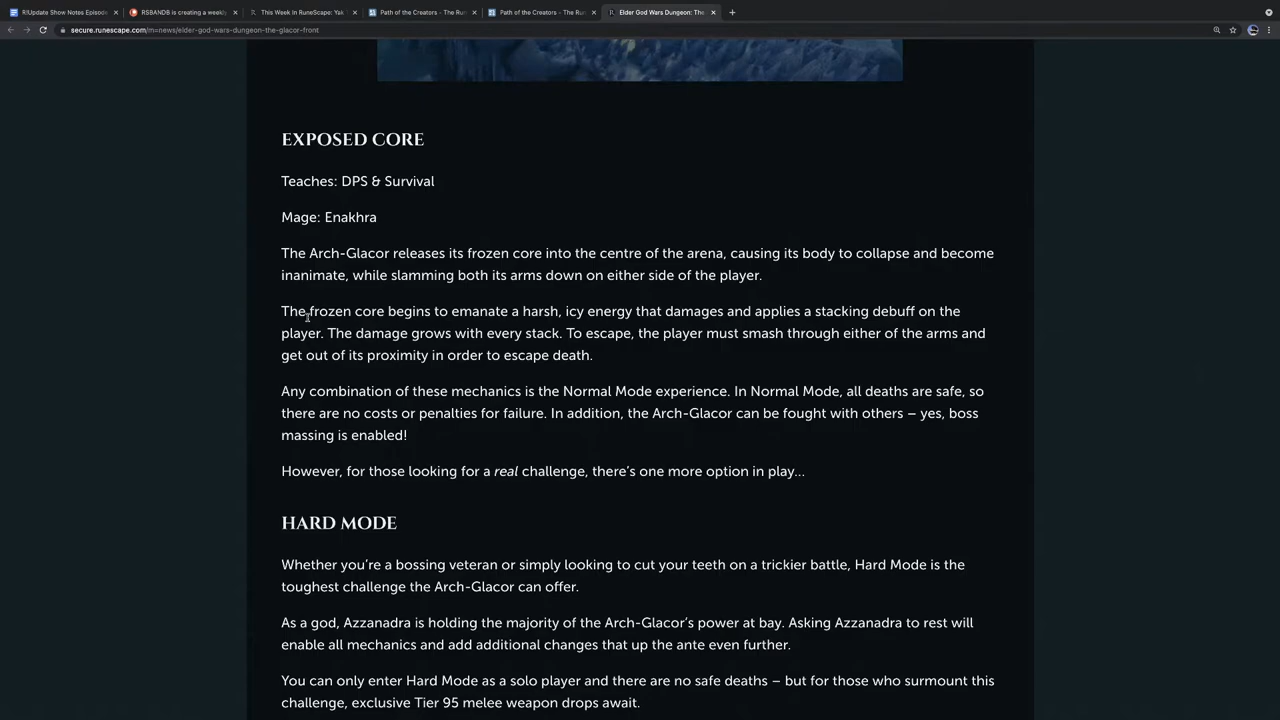 R!Update Show Notes Episode
RSBANDB is creating a weekly
This Week In RuneScape: Yak
Path of the Creators - The Run
Path of the Creators - The Run
Elder God Wars Dungeon: The
secure.runescape.com/m=news/elder-god-wars-dungeon-the-glacor-front
EXPOSED CORE
Teaches: DPS & Survival
Mage: Enakhra
The Arch-Glacor releases its frozen core into the centre of the arena, causing its body to collapse and become
inanimate, while slamming both its arms down on either side of the player.
The frozen core begins to emanate a harsh, icy energy that damages and applies a stacking debuff on the
player. The damage grows with every stack. To escape, the player must smash through either of the arms and
get out of its proximity in order to escape death.
Any combination of these mechanics is the Normal Mode experience. In Normal Mode, all deaths are safe, so
there are no costs or penalties for failure. In addition, the Arch-Glacor can be fought with others – yes, boss
massing is enabled!
However, for those looking for a real challenge, there's one more option in play...
HARD MODE
Whether you're a bossing veteran or simply looking to cut your teeth on a trickier battle, Hard Mode is the
toughest challenge the Arch-Glacor can offer.
As a god, Azzanadra is holding the majority of the Arch-Glacor's power at bay. Asking Azzanadra to rest will
enable all mechanics and add additional changes that up the ante even further.
You can only enter Hard Mode as a solo player and there are no safe deaths – but for those who surmount this
challenge, exclusive Tier 95 melee weapon drops await.